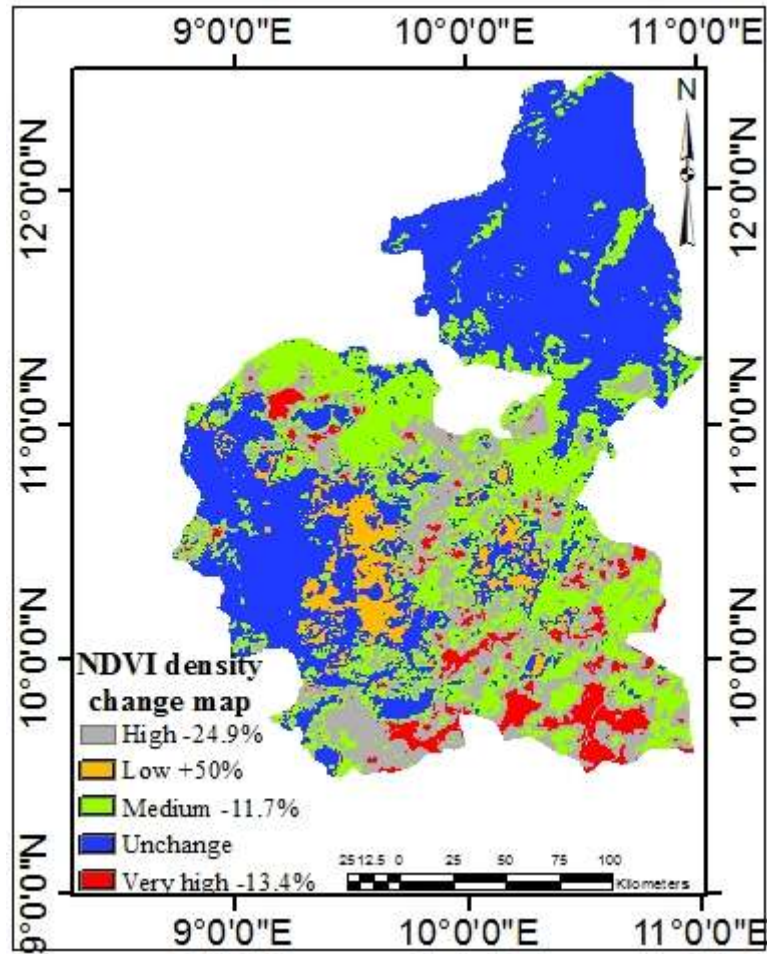 9°0'0"E 10°0'0"E 11°0'0"E
N
12°0'0"N 12°0'0"N
11°0'0"N 11°0'0"N
10°0'0"N 10°0'0"N
9°0'0"N 9°0'0"N
NDVI density
change map
High -24.9%
Low +50%
Medium -11.7%
Unchange
Very high -13.4%
25 12.5 0 25 50 75 100
Kilometers
9°0'0"E 10°0'0"E 11°0'0"E